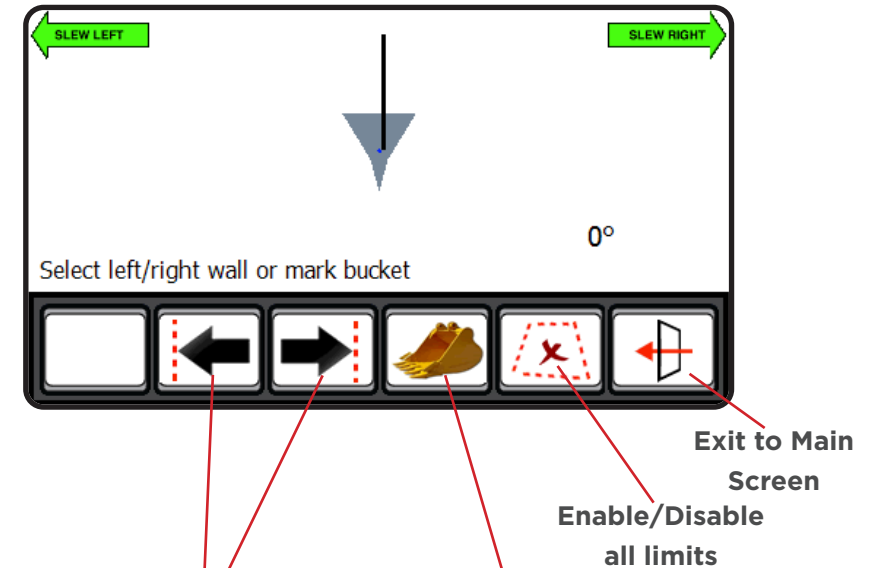 SLEW LEFT
SLEW RIGHT
0°
Select left/right wall or mark bucket
Exit to Main
Screen
Enable/Disable
all limits